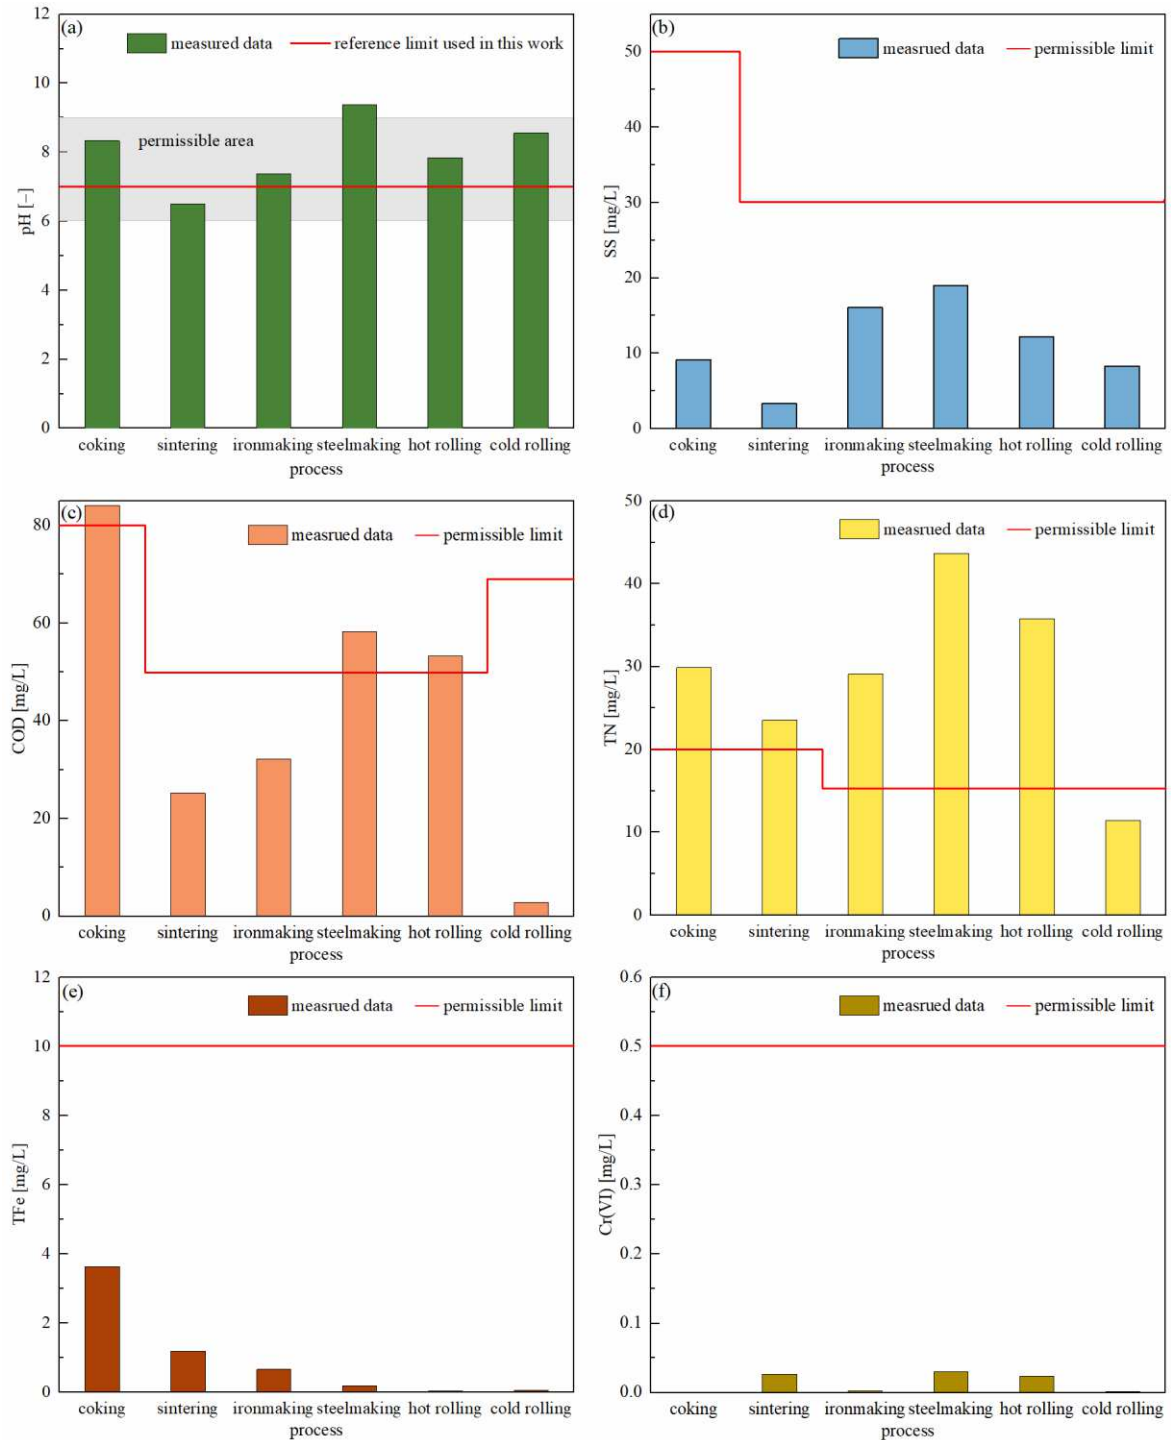 (a)
measured data
reference limit used in this work
permissible area
pH [−]
12
10
8
6
4
2
0
coking sintering ironmaking steelmaking hot rolling cold rolling
process
(b)
measrued data
permissible limit
SS [mg/L]
50
40
30
20
10
0
coking sintering ironmaking steelmaking hot rolling cold rolling
process
(c)
measrued data
permissible limit
COD [mg/L]
80
60
40
20
0
coking sintering ironmaking steelmaking hot rolling cold rolling
process
(d)
measrued data
permissible limit
TN [mg/L]
50
40
30
20
10
0
coking sintering ironmaking steelmaking hot rolling cold rolling
process
(e)
measrued data
permissible limit
TFe [mg/L]
12
10
8
6
4
2
0
coking sintering ironmaking steelmaking hot rolling cold rolling
process
(f)
measrued data
permissible limit
Cr(VI) [mg/L]
0.6
0.5
0.4
0.3
0.2
0.1
0.0
coking sintering ironmaking steelmaking hot rolling cold rolling
process